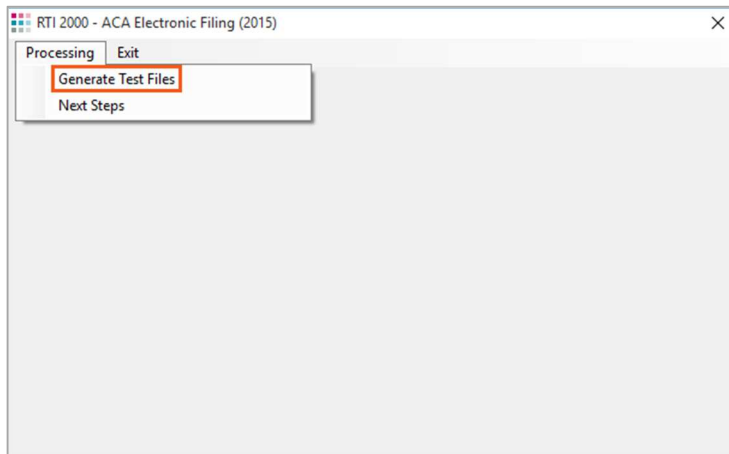 RTI 2000 - ACA Electronic Filing (2015)
Processing Exit
Generate Test Files
Next Steps